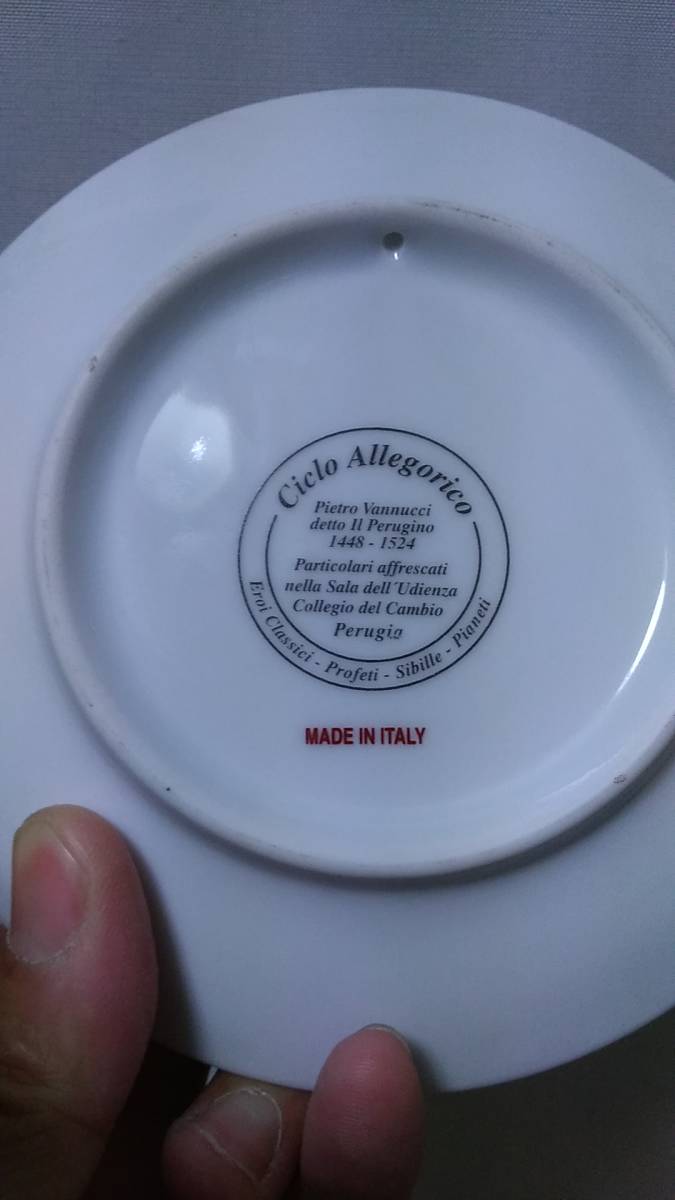 Ciclo Allegorico
Pietro Vannucci
detto Il Perugino
1448 - 1524
Particolari affrescati
nella Sala dell´Udienza
Collegio del Cambio
Perugia
Eroi Classici - Profeti - Sibille - Pianeti
MADE IN ITALY